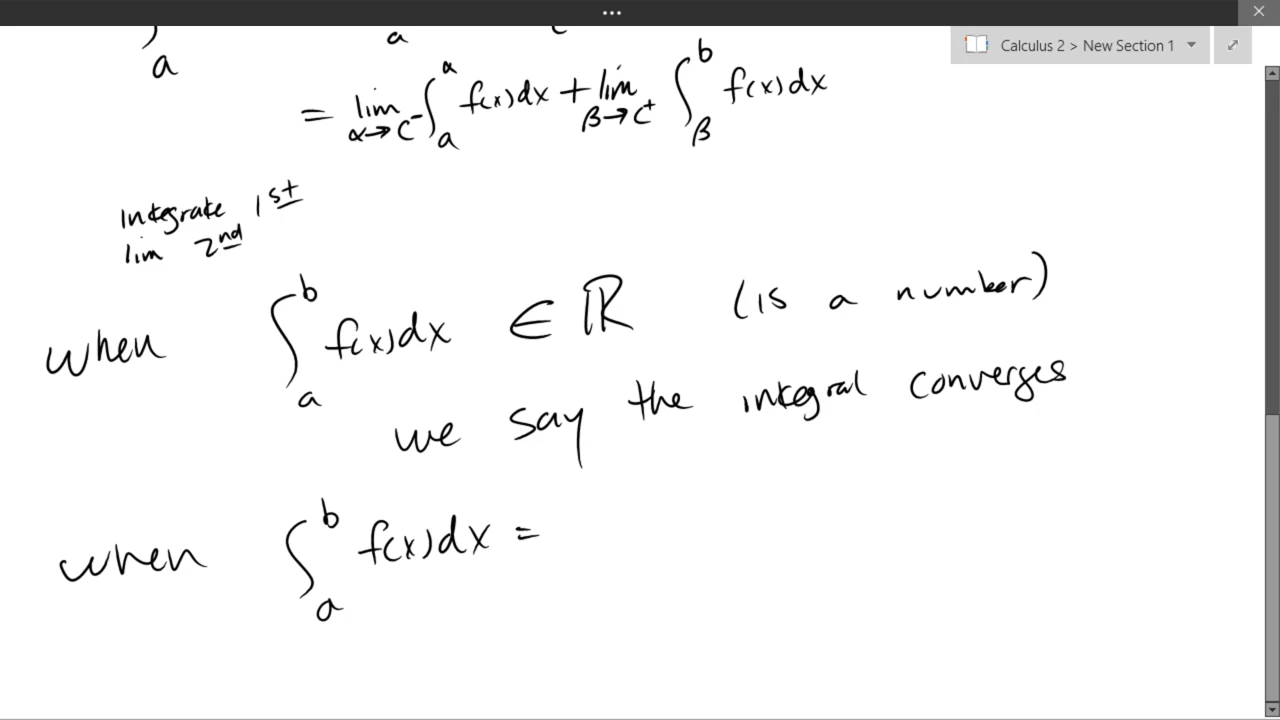 ...
Calculus 2 > New Section 1
a a c
= lim α→c⁻ ∫ₐ^α f(x)dx + lim β→c⁺ ∫_β^b f(x)dx
Integrate 1st
lim 2nd
when ∫ₐ^b f(x)dx ∈ ℝ (is a number)
we say the integral converges
when ∫ₐ^b f(x)dx =